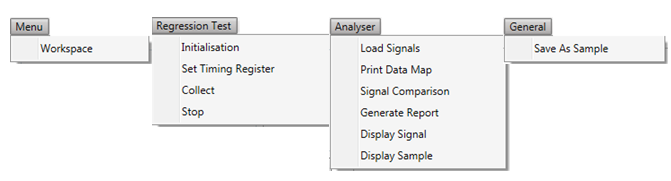 Menu
Workspace
Regression Test
Initialisation
Set Timing Register
Collect
Stop
Analyser
Load Signals
Print Data Map
Signal Comparison
Generate Report
Display Signal
Display Sample
General
Save As Sample